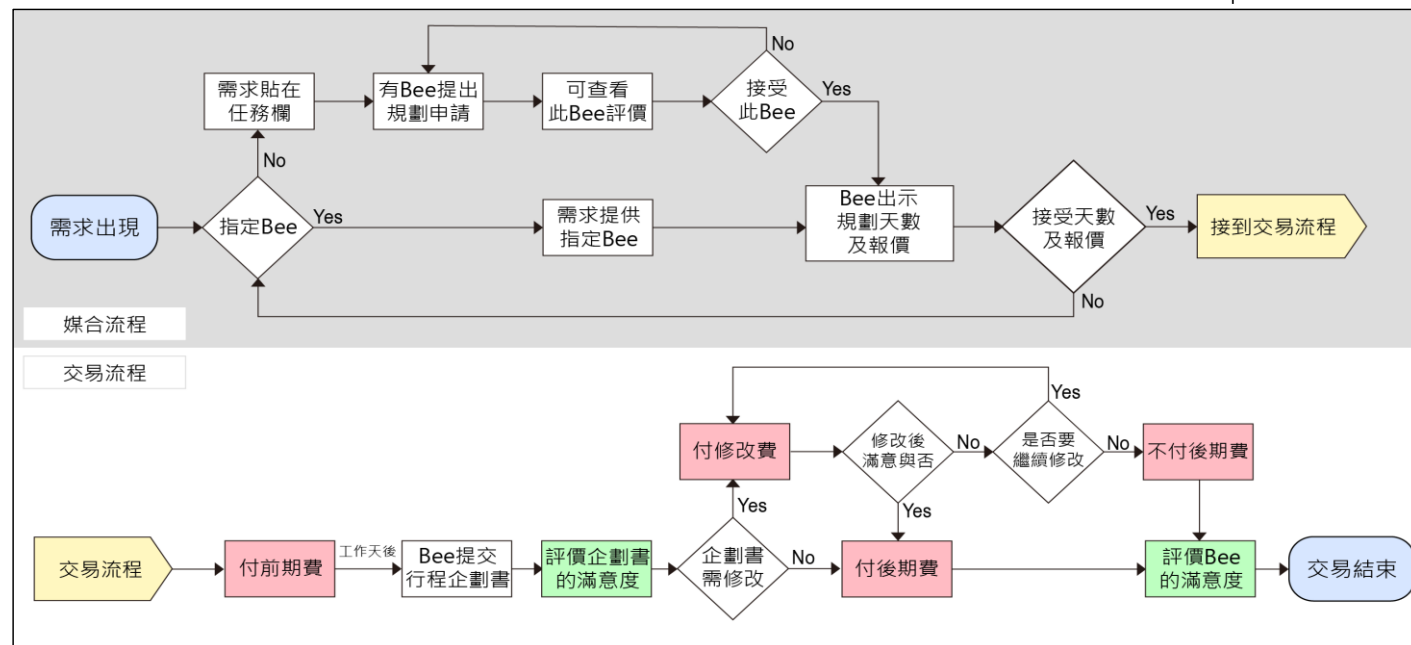 No
需求貼在
任務欄
有Bee提出
規劃申請
可查看
此Bee評價
接受
此Bee
Yes
No
需求出現
指定Bee
Yes
需求提供
指定Bee
Bee出示
規劃天數
及報價
接受天數
及報價
Yes
接到交易流程
No
媒合流程
交易流程
Yes
付修改費
修改後
滿意與否
No
是否要
繼續修改
No
不付後期費
Yes
Yes
交易流程
付前期費
工作天後
Bee提交
行程企劃書
評價企劃書
的滿意度
企劃書
需修改
No
付後期費
評價Bee
的滿意度
交易結束